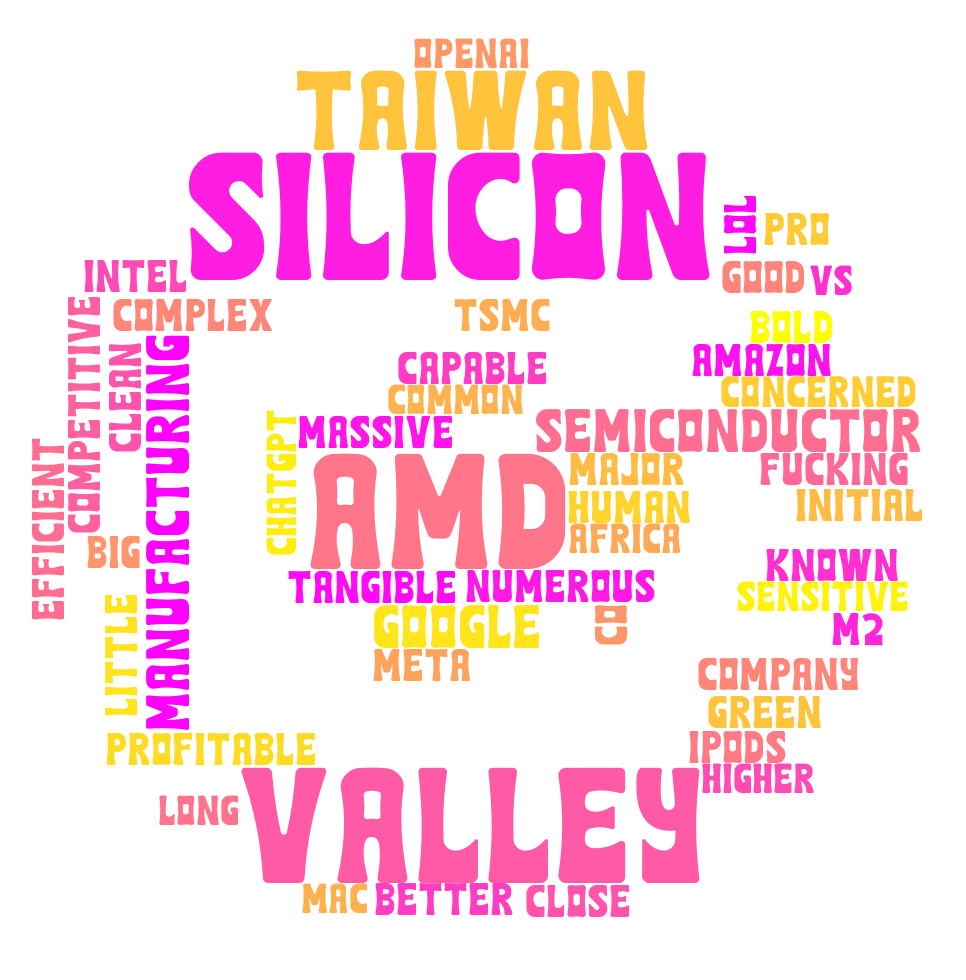 OPENAI
TAIWAN
SILICON
LOL
PRO
INTEL
GOOD
VS
COMPETITIVE
COMPLEX
TSMC
BOLD
CLEAN
MANUFACTURING
CAPABLE
AMAZON
COMMON
CONCERNED
CHATGPT
MASSIVE
SEMICONDUCTOR
EFFICIENT
AMD
MAJOR
FUCKING
HUMAN
INITIAL
AFRICA
BIG
KNOWN
TANGIBLE
NUMEROUS
SENSITIVE
LITTLE
GOOGLE
CO
M2
META
COMPANY
GREEN
PROFITABLE
IPODS
VALLEY
HIGHER
LONG
MAC
BETTER
CLOSE